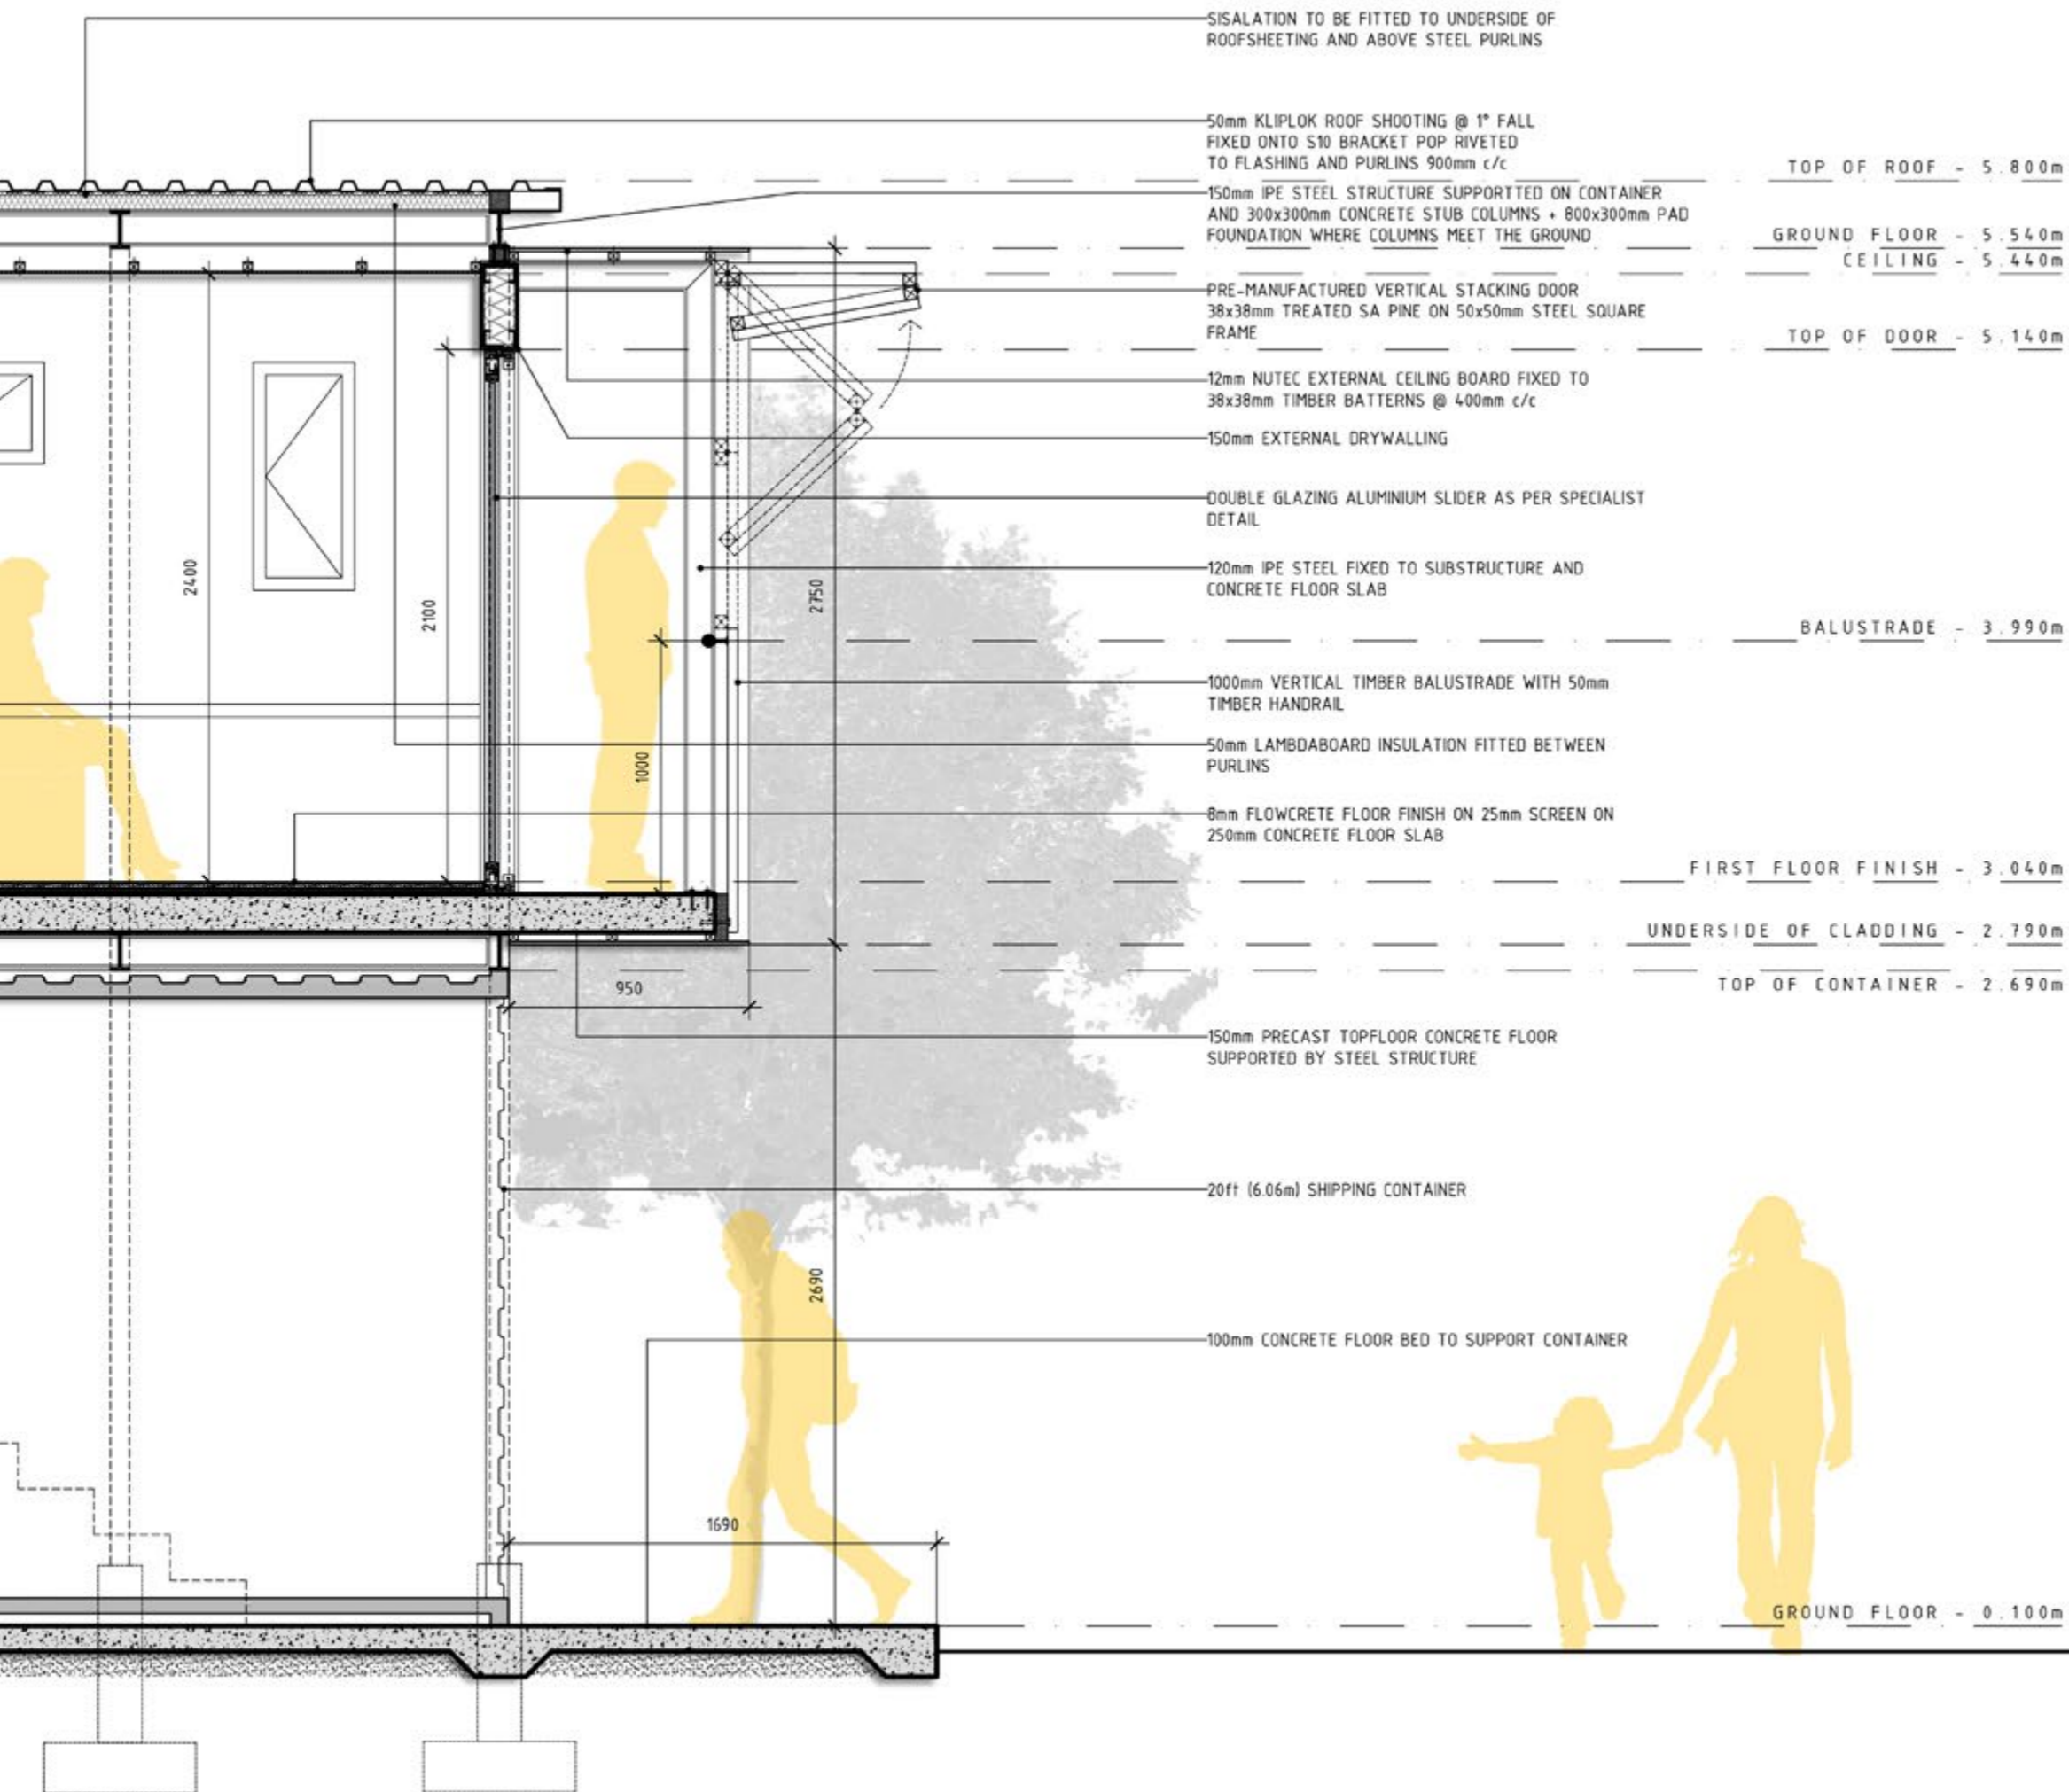 SISALATION TO BE FITTED TO UNDERSIDE OF
ROOFSHEETING AND ABOVE STEEL PURLINS
50mm KLIPLOK ROOF SHOOTING @ 1° FALL
FIXED ONTO S10 BRACKET POP RIVETED
TO FLASHING AND PURLINS 900mm c/c
TOP OF ROOF - 5.800m
150mm IPE STEEL STRUCTURE SUPPORTTED ON CONTAINER
AND 300x300mm CONCRETE STUB COLUMNS + 800x300mm PAD
FOUNDATION WHERE COLUMNS MEET THE GROUND
GROUND FLOOR - 5.540m
CEILING - 5.440m
PRE-MANUFACTURED VERTICAL STACKING DOOR
38x38mm TREATED SA PINE ON 50x50mm STEEL SQUARE
FRAME
TOP OF DOOR - 5.140m
12mm NUTEC EXTERNAL CEILING BOARD FIXED TO
38x38mm TIMBER BATTERNS @ 400mm c/c
150mm EXTERNAL DRYWALLING
DOUBLE GLAZING ALUMINIUM SLIDER AS PER SPECIALIST
DETAIL
120mm IPE STEEL FIXED TO SUBSTRUCTURE AND
CONCRETE FLOOR SLAB
2400
2100
2750
BALUSTRADE - 3.990m
1000mm VERTICAL TIMBER BALUSTRADE WITH 50mm
TIMBER HANDRAIL
1000
50mm LAMBDABOARD INSULATION FITTED BETWEEN
PURLINS
8mm FLOWCRETE FLOOR FINISH ON 25mm SCREEN ON
250mm CONCRETE FLOOR SLAB
FIRST FLOOR FINISH - 3.040m
UNDERSIDE OF CLADDING - 2.790m
TOP OF CONTAINER - 2.690m
950
150mm PRECAST TOPFLOOR CONCRETE FLOOR
SUPPORTED BY STEEL STRUCTURE
20ft (6.06m) SHIPPING CONTAINER
2690
100mm CONCRETE FLOOR BED TO SUPPORT CONTAINER
1690
GROUND FLOOR - 0.100m